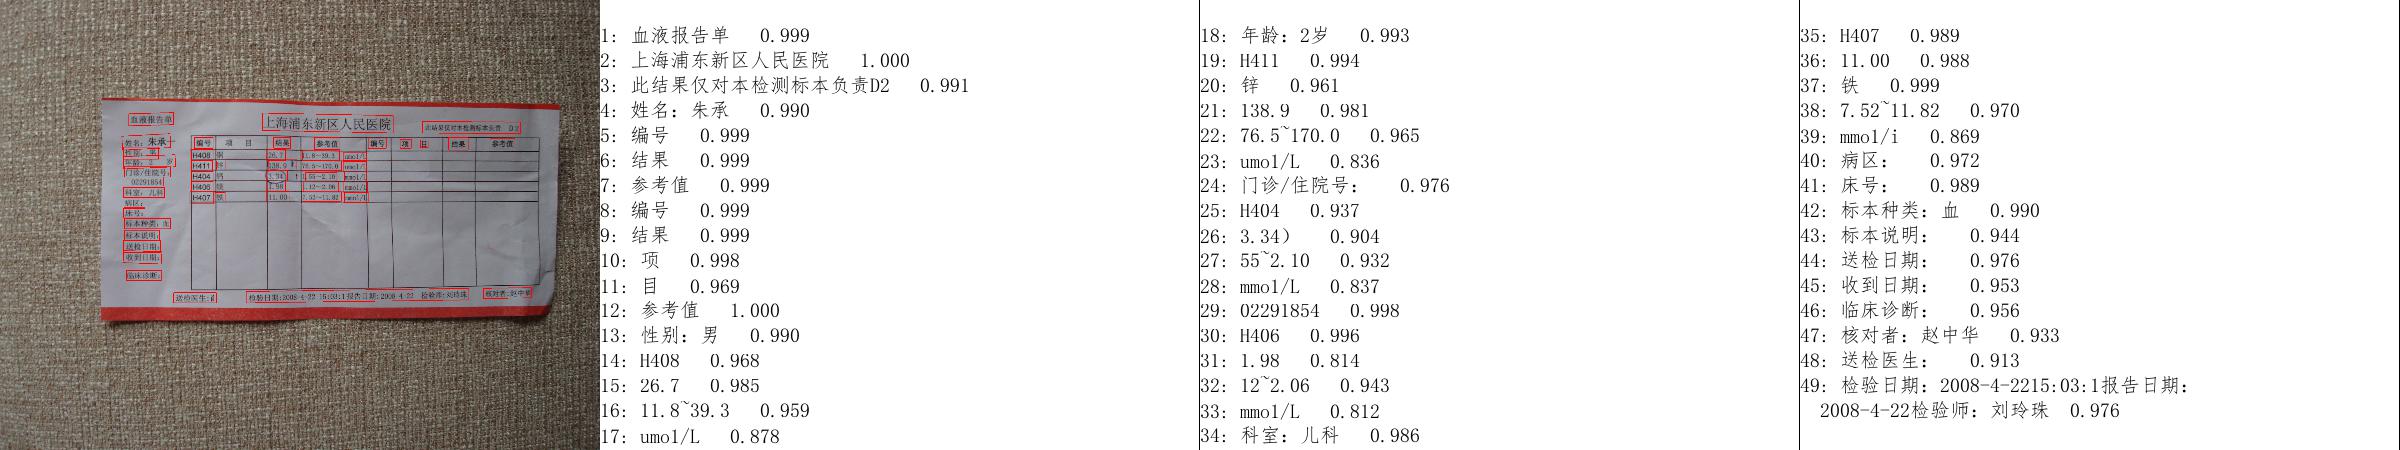 血液报告单
上海浦东新区人民医院
此结果仅对本检测标本负责 D2
姓名：朱承
性别：男
年龄：2 岁
门诊/住院号：
02291854
科室：儿科
病区：
床号：
标本种类：血
标本说明：
送检日期：
收到日期：
临床诊断：
编号 项 目 结果 参考值 编号 项 目 结果 参考值
H408 铜 26.7 11.8~39.3 umol/L
H411 锌 138.9 76.5~170.0 umol/L
H404 钙 3.34 ↑ 1.55~2.10 mmol/L
H406 镁 1.98 1.12~2.06 mmol/L
H407 铁 11.00 7.52~11.82 mmol/L
送检医生：
检验日期：2008-4-22 15:03:1报告日期：2008-4-22 检验师：刘玲珠
核对者：赵中华
1: 血液报告单 0.999
2: 上海浦东新区人民医院 1.000
3: 此结果仅对本检测标本负责D2 0.991
4: 姓名：朱承 0.990
5: 编号 0.999
6: 结果 0.999
7: 参考值 0.999
8: 编号 0.999
9: 结果 0.999
10: 项 0.998
11: 目 0.969
12: 参考值 1.000
13: 性别：男 0.990
14: H408 0.968
15: 26.7 0.985
16: 11.8~39.3 0.959
17: umol/L 0.878
18: 年龄：2岁 0.993
19: H411 0.994
20: 锌 0.961
21: 138.9 0.981
22: 76.5~170.0 0.965
23: umol/L 0.836
24: 门诊/住院号： 0.976
25: H404 0.937
26: 3.34） 0.904
27: 55~2.10 0.932
28: mmol/L 0.837
29: 02291854 0.998
30: H406 0.996
31: 1.98 0.814
32: 12~2.06 0.943
33: mmol/L 0.812
34: 科室：儿科 0.986
35: H407 0.989
36: 11.00 0.988
37: 铁 0.999
38: 7.52~11.82 0.970
39: mmol/i 0.869
40: 病区： 0.972
41: 床号： 0.989
42: 标本种类：血 0.990
43: 标本说明： 0.944
44: 送检日期： 0.976
45: 收到日期： 0.953
46: 临床诊断： 0.956
47: 核对者：赵中华 0.933
48: 送检医生： 0.913
49: 检验日期：2008-4-2215:03:1报告日期：
2008-4-22检验师：刘玲珠 0.976